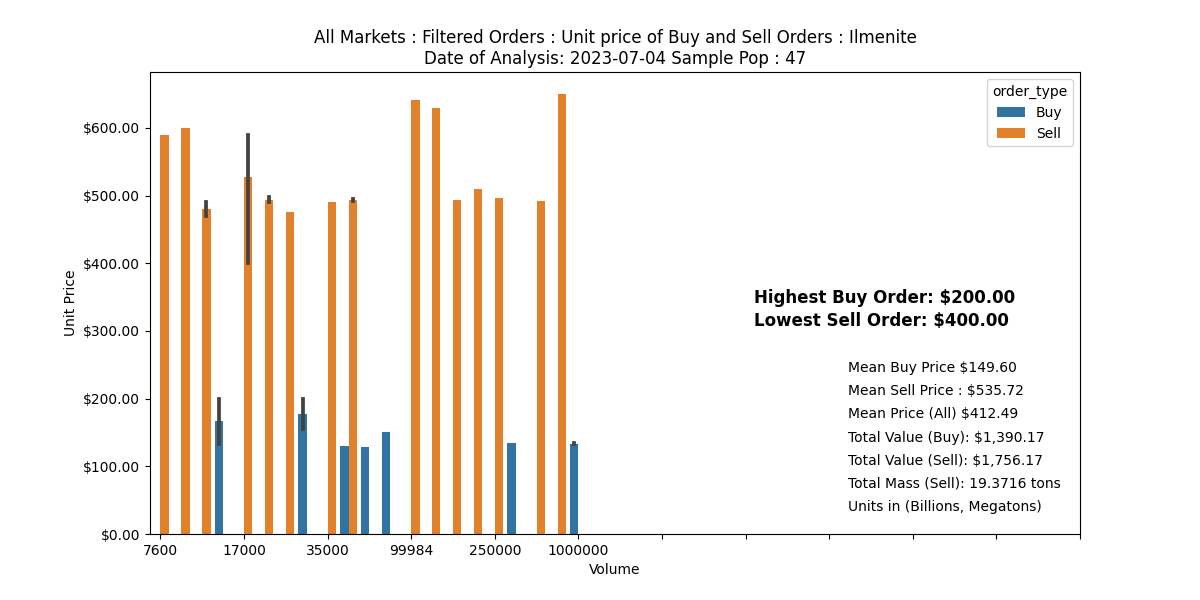 All Markets : Filtered Orders : Unit price of Buy and Sell Orders : Ilmenite
Date of Analysis: 2023-07-04 Sample Pop : 47
order_type
Buy
Sell
$600.00
$500.00
$400.00
$300.00
$200.00
$100.00
$0.00
Unit Price
Highest Buy Order: $200.00
Lowest Sell Order: $400.00
Mean Buy Price $149.60
Mean Sell Price : $535.72
Mean Price (All) $412.49
Total Value (Buy): $1,390.17
Total Value (Sell): $1,756.17
Total Mass (Sell): 19.3716 tons
Units in (Billions, Megatons)
7600 17000 35000 99984 250000 1000000
Volume